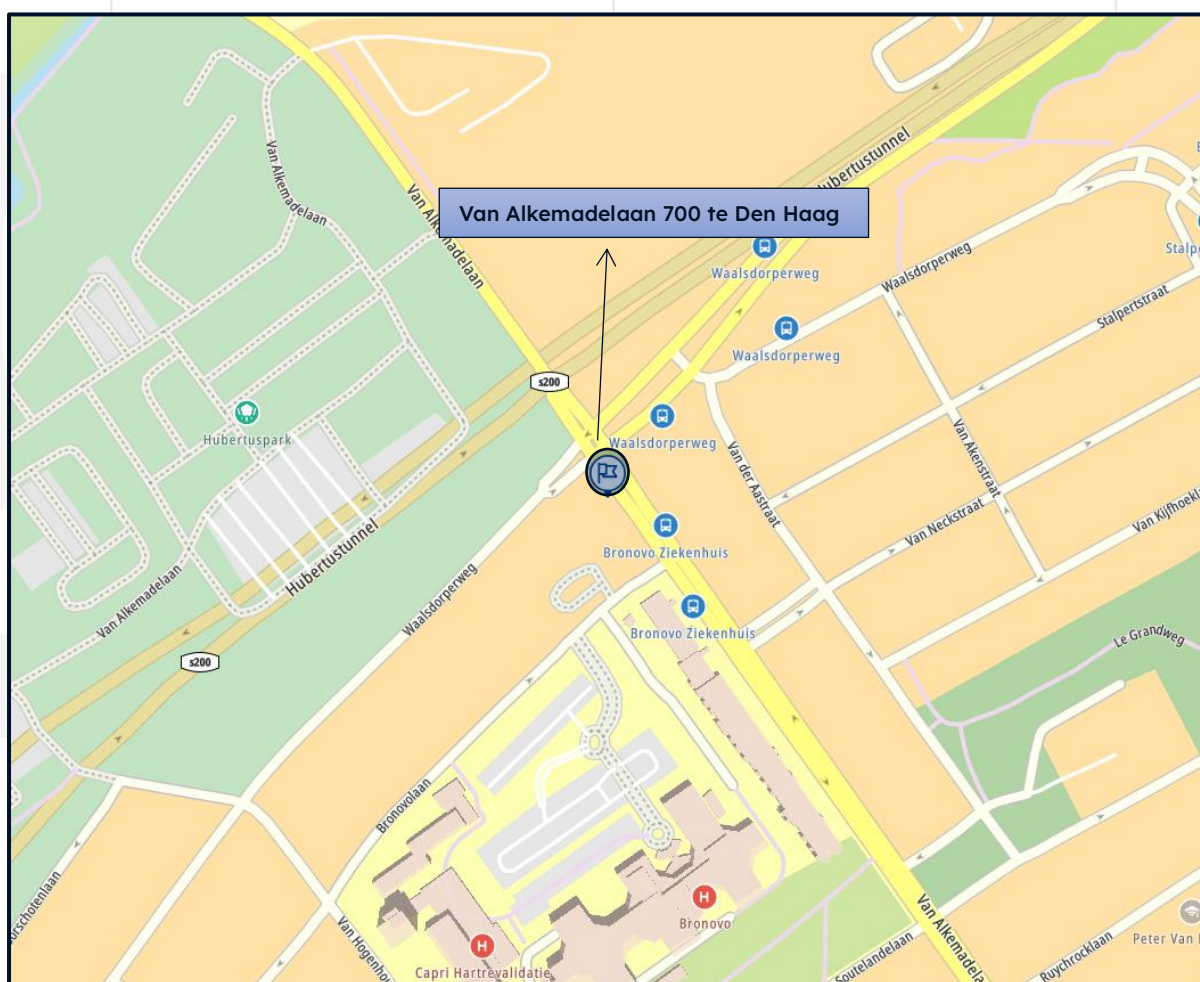 Van Alkemadelaan
Hubertustunnel
Van Alkemadelaan
Van Alkemadelaan 700 te Den Haag
Waalsdorperweg
Waalsdorperweg
Stalpertstraat
Waalsdorperweg
s200
Hubertuspark
Waalsdorperweg
Van der Aastraat
Van Akenstraat
Van Neckstraat
Hubertustunnel
Bronovo Ziekenhuis
Van Alkemadelaan
Waalsdorperweg
Bronovo Ziekenhuis
Le Grandweg
s200
Bronovolaan
H
Bronovo
Van Alkemadela
H
Capri Hartrevalidatie
Soutelandelaan
Ruychrocklaan
Peter Van